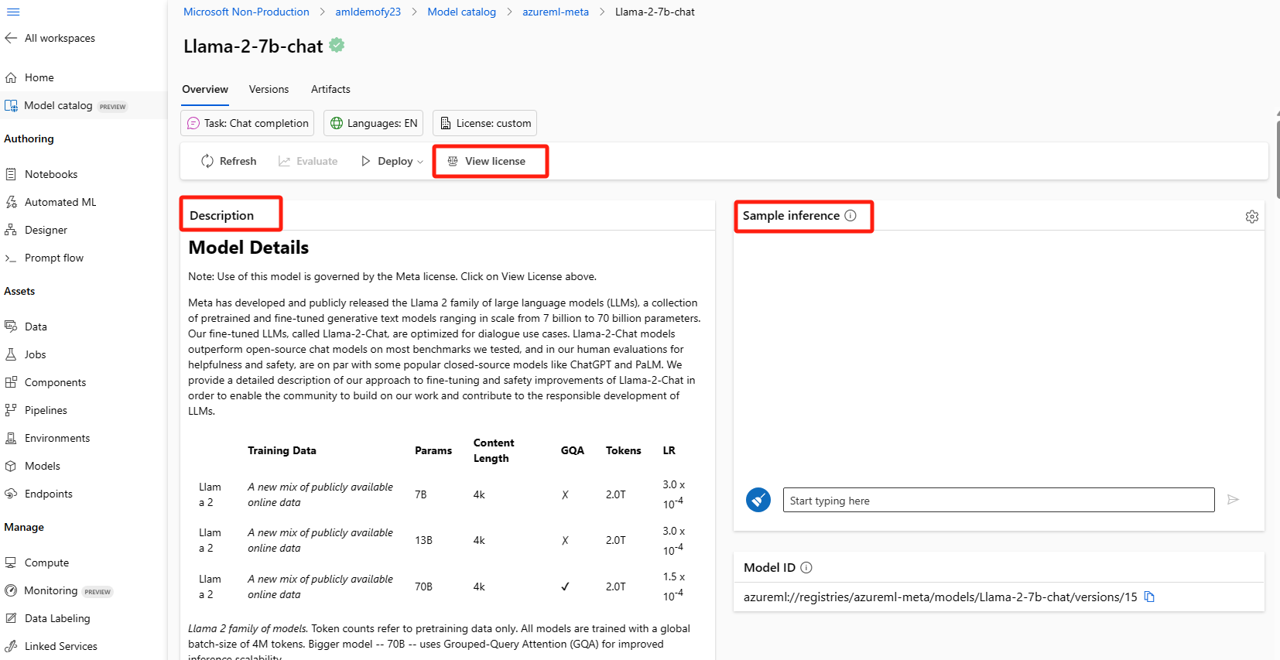 Microsoft Non-Production > amldemofy23 > Model catalog > azureml-meta > Llama-2-7b-chat
All workspaces
Home
Model catalog PREVIEW
Authoring
Notebooks
Automated ML
Designer
Prompt flow
Assets
Data
Jobs
Components
Pipelines
Environments
Models
Endpoints
Manage
Compute
Monitoring PREVIEW
Data Labeling
Linked Services
Llama-2-7b-chat
Overview Versions Artifacts
Task: Chat completion Languages: EN License: custom
Refresh Evaluate Deploy View license
Description
Model Details
Note: Use of this model is governed by the Meta license. Click on View License above.
Meta has developed and publicly released the Llama 2 family of large language models (LLMs), a collection
of pretrained and fine-tuned generative text models ranging in scale from 7 billion to 70 billion parameters.
Our fine-tuned LLMs, called Llama-2-Chat, are optimized for dialogue use cases. Llama-2-Chat models
outperform open-source chat models on most benchmarks we tested, and in our human evaluations for
helpfulness and safety, are on par with some popular closed-source models like ChatGPT and PaLM. We
provide a detailed description of our approach to fine-tuning and safety improvements of Llama-2-Chat in
order to enable the community to build on our work and contribute to the responsible development of
LLMs.
Training Data Params Content Length GQA Tokens LR
Llama 2 A new mix of publicly available online data 7B 4k ✗ 2.0T 3.0 x 10-4
Llama 2 A new mix of publicly available online data 13B 4k ✗ 2.0T 3.0 x 10-4
Llama 2 A new mix of publicly available online data 70B 4k ✓ 2.0T 1.5 x 10-4
Llama 2 family of models. Token counts refer to pretraining data only. All models are trained with a global
batch-size of 4M tokens. Bigger model -- 70B -- uses Grouped-Query Attention (GQA) for improved
inference scalability.
Sample inference
Start typing here
Model ID
azureml://registries/azureml-meta/models/Llama-2-7b-chat/versions/15